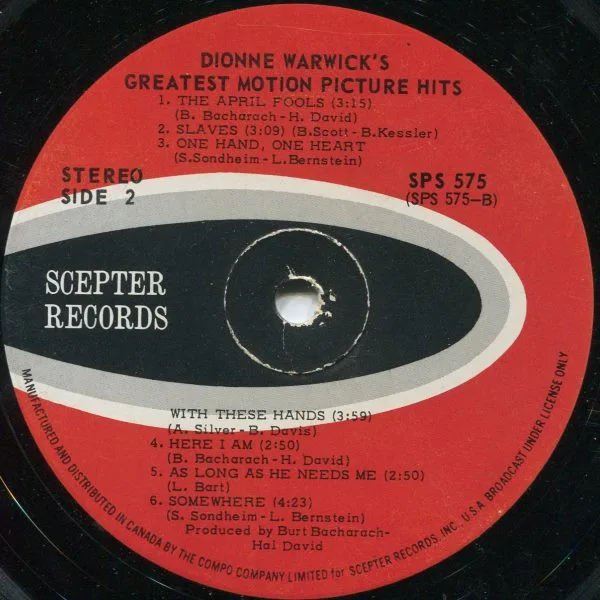 DIONNE WARWICK'S
GREATEST MOTION PICTURE HITS
1. THE APRIL FOOLS (3:15)
(B. Bacharach-H. David)
2. SLAVES (3:09) (B.Scott-B.Kessler)
3. ONE HAND, ONE HEART
(S.Sondheim-L.Bernstein)
STEREO
SIDE 2
SPS 575
(SPS 575-B)
SCEPTER
RECORDS
WITH THESE HANDS (3:59)
(A. Silver-B. Davis)
4. HERE I AM (2:50)
(B. Bacharach-H. David)
5. AS LONG AS HE NEEDS ME (2:50)
(L. Bart)
6. SOMEWHERE (4:23)
(S. Sondheim-L. Bernstein)
Produced by Burt Bacharach-
Hal David
MANUFACTURED AND DISTRIBUTED IN CANADA BY THE COMPO COMPANY LIMITED for SCEPTER RECORDS, INC. U.S.A. BROADCAST UNDER LICENSE ONLY